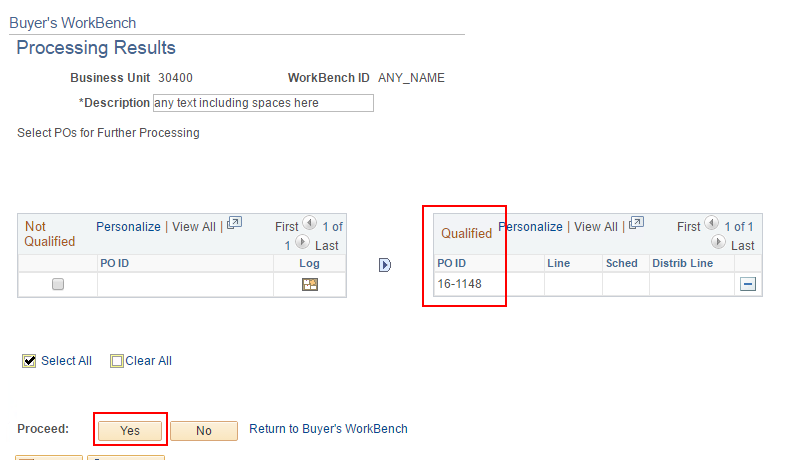 Buyer's WorkBench
Processing Results
Business Unit 30400 WorkBench ID ANY_NAME
*Description any text including spaces here
Select POs for Further Processing
Not Qualified Personalize | View All | First 1 of 1 Last
PO ID Log
Qualified Personalize | View All | First 1 of 1 Last
PO ID Line Sched Distrib Line
16-1148
Select All Clear All
Proceed: Yes No Return to Buyer's WorkBench